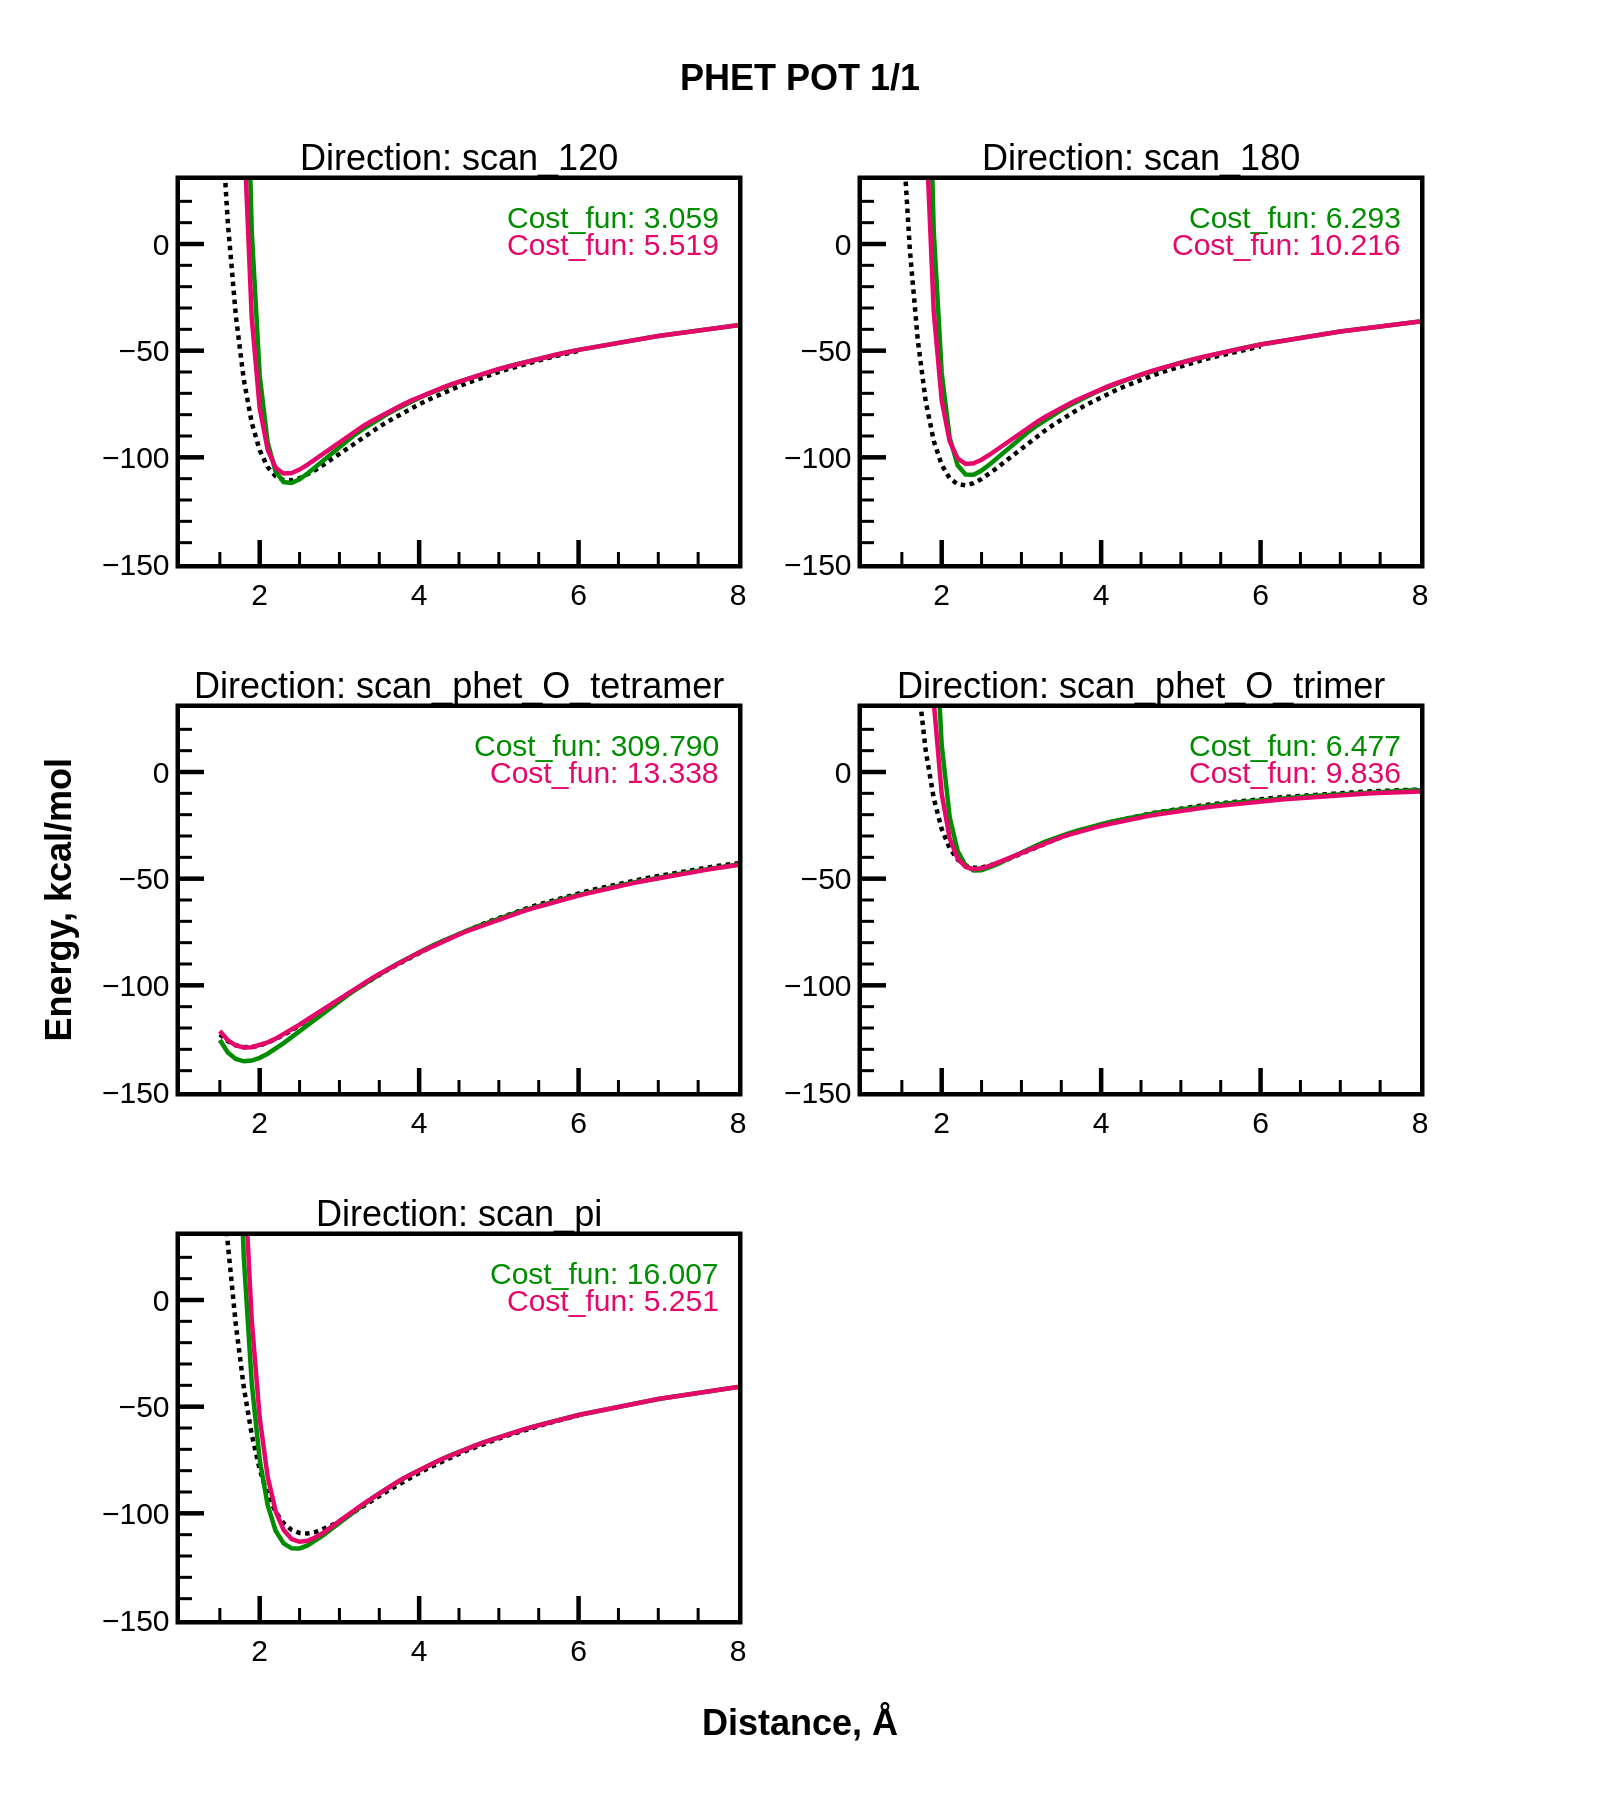 PHET POT 1/1
Direction: scan_120
Cost_fun: 3.059
Cost_fun: 5.519
0
−50
−100
−150
2 4 6 8
Direction: scan_180
Cost_fun: 6.293
Cost_fun: 10.216
0
−50
−100
−150
2 4 6 8
Energy, kcal/mol
Direction: scan_phet_O_tetramer
Cost_fun: 309.790
Cost_fun: 13.338
0
−50
−100
−150
2 4 6 8
Direction: scan_phet_O_trimer
Cost_fun: 6.477
Cost_fun: 9.836
0
−50
−100
−150
2 4 6 8
Direction: scan_pi
Cost_fun: 16.007
Cost_fun: 5.251
0
−50
−100
−150
2 4 6 8
Distance, Å